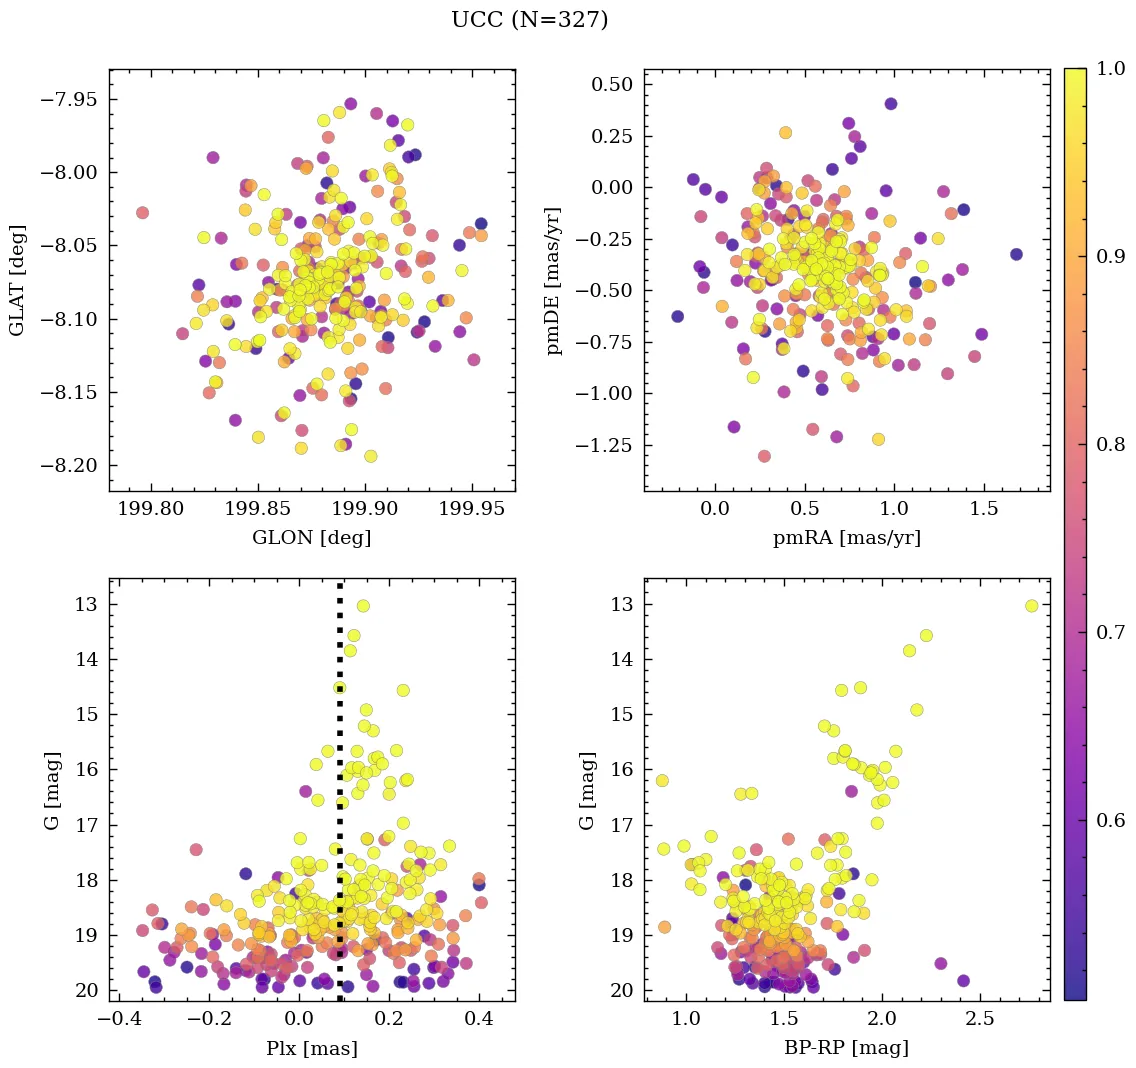 UCC (N=327)
−7.95
−8.00
−8.05
−8.10
−8.15
−8.20
GLAT [deg]
199.80 199.85 199.90 199.95
GLON [deg]
0.50
0.25
0.00
−0.25
−0.50
−0.75
−1.00
−1.25
pmDE [mas/yr]
0.0 0.5 1.0 1.5
pmRA [mas/yr]
1.0
0.9
0.8
0.7
0.6
13
14
15
16
17
18
19
20
G [mag]
−0.4 −0.2 0.0 0.2 0.4
Plx [mas]
13
14
15
16
17
18
19
20
G [mag]
1.0 1.5 2.0 2.5
BP-RP [mag]